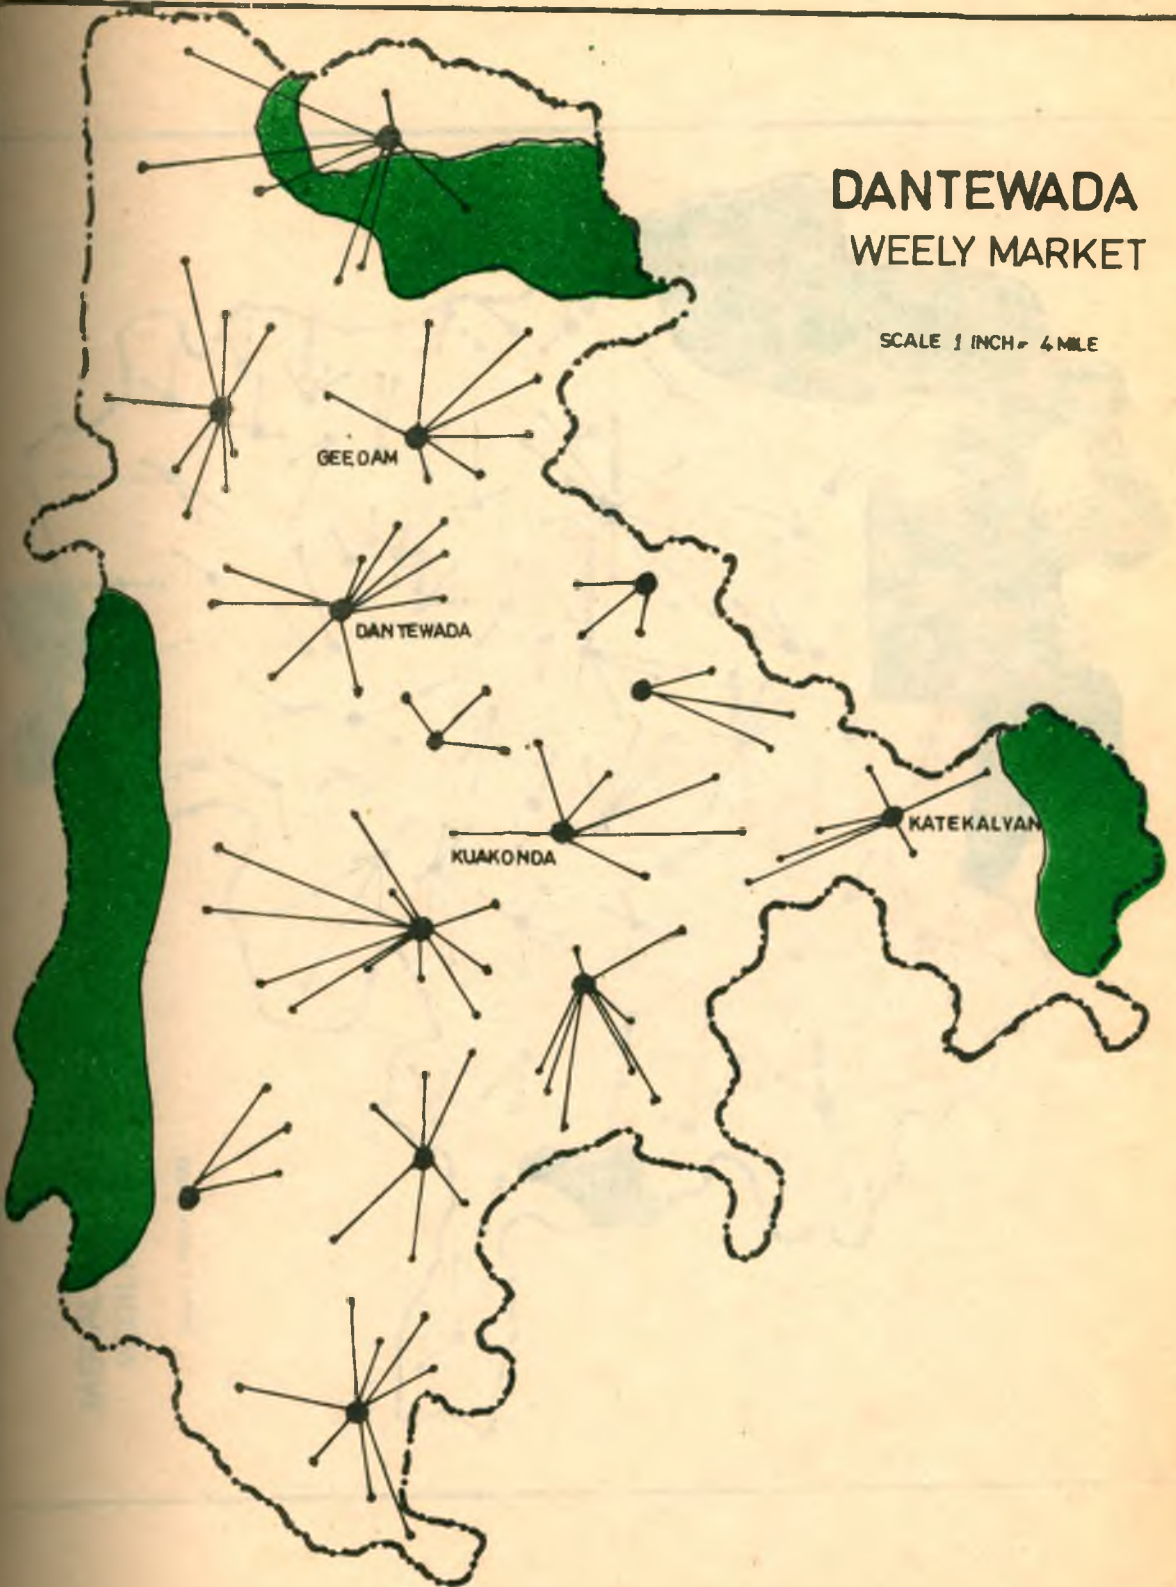 DANTEWADA
WEELY MARKET
SCALE 1 INCH = 4 MILE
GEEDAM
DANTEWADA
KUAKONDA
KATEKALYAN